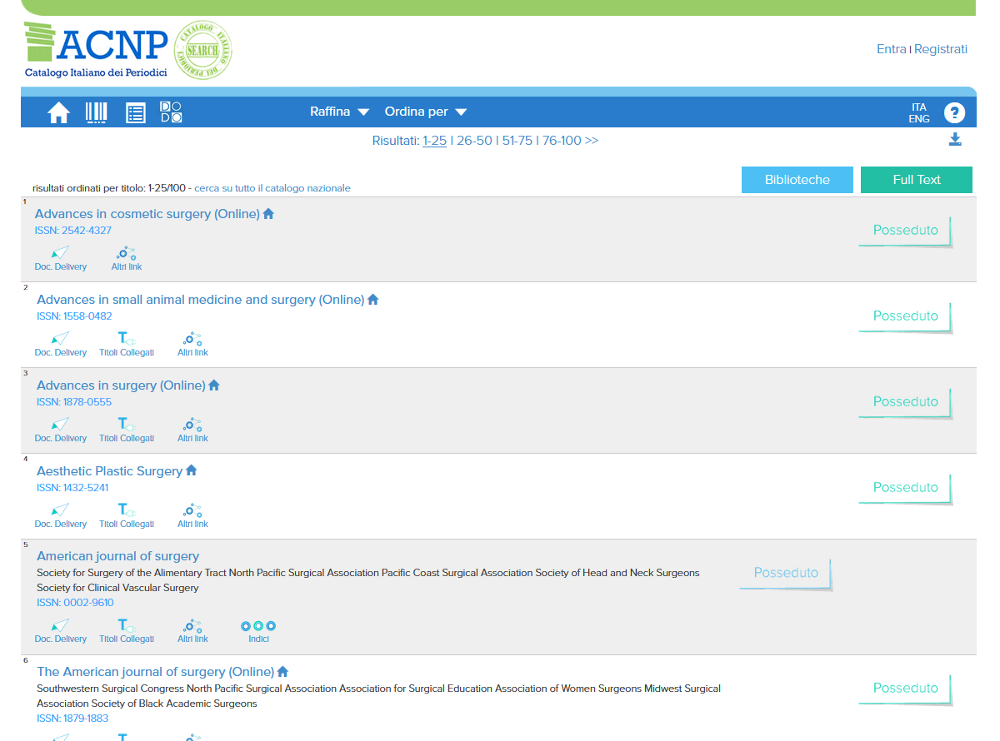 ACNP
Catalogo Italiano dei Periodici
CATALOGO ITALIANO
SEARCH
DEI PERIODICI
Entra | Registrati
Raffina
Ordina per
ITA
ENG
?
Risultati: 1-25 | 26-50 | 51-75 | 76-100 >>
risultati ordinati per titolo: 1-25/100 - cerca su tutto il catalogo nazionale
Biblioteche
Full Text
1
Advances in cosmetic surgery (Online)
ISSN: 2542-4327
Posseduto
Doc. Delivery
Altri link
2
Advances in small animal medicine and surgery (Online)
ISSN: 1558-0482
Posseduto
Doc. Delivery
Titoli Collegati
Altri link
3
Advances in surgery (Online)
ISSN: 1878-0555
Posseduto
Doc. Delivery
Titoli Collegati
Altri link
4
Aesthetic Plastic Surgery
ISSN: 1432-5241
Posseduto
Doc. Delivery
Titoli Collegati
Altri link
5
American journal of surgery
Society for Surgery of the Alimentary Tract North Pacific Surgical Association Pacific Coast Surgical Association Society of Head and Neck Surgeons
Society for Clinical Vascular Surgery
ISSN: 0002-9610
Posseduto
Doc. Delivery
Titoli Collegati
Altri link
Indici
6
The American journal of surgery (Online)
Southwestern Surgical Congress North Pacific Surgical Association Association for Surgical Education Association of Women Surgeons Midwest Surgical
Association Society of Black Academic Surgeons
ISSN: 1879-1883
Posseduto